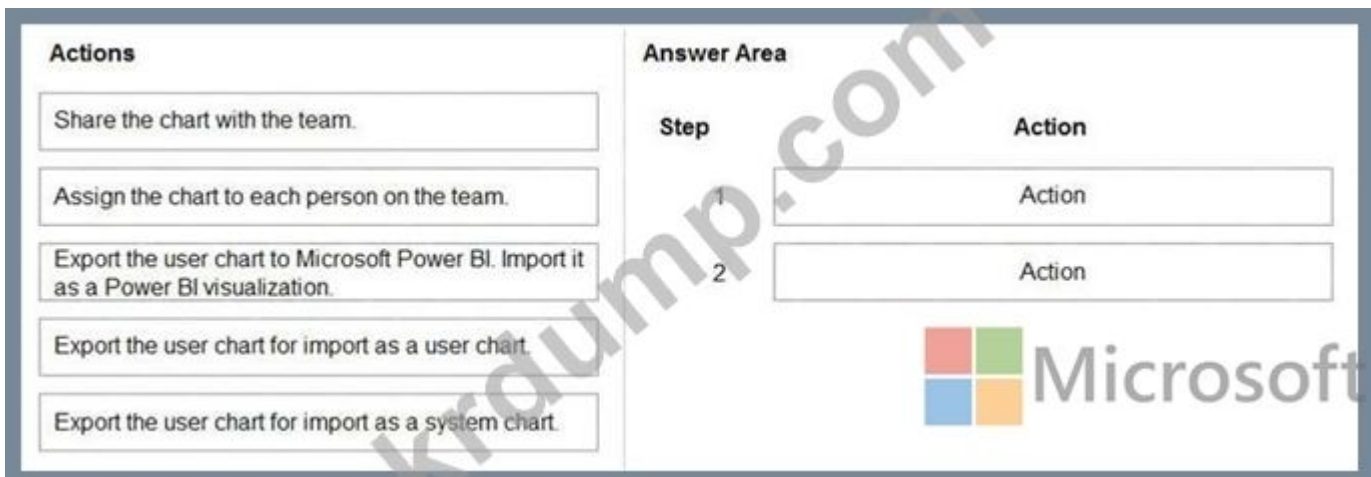 Actions
Share the chart with the team.
Assign the chart to each person on the team.
Export the user chart to Microsoft Power BI. Import it
as a Power BI visualization.
Export the user chart for import as a user chart.
Export the user chart for import as a system chart.
Answer Area
Step Action
1 Action
2 Action
Microsoft
krdump.com